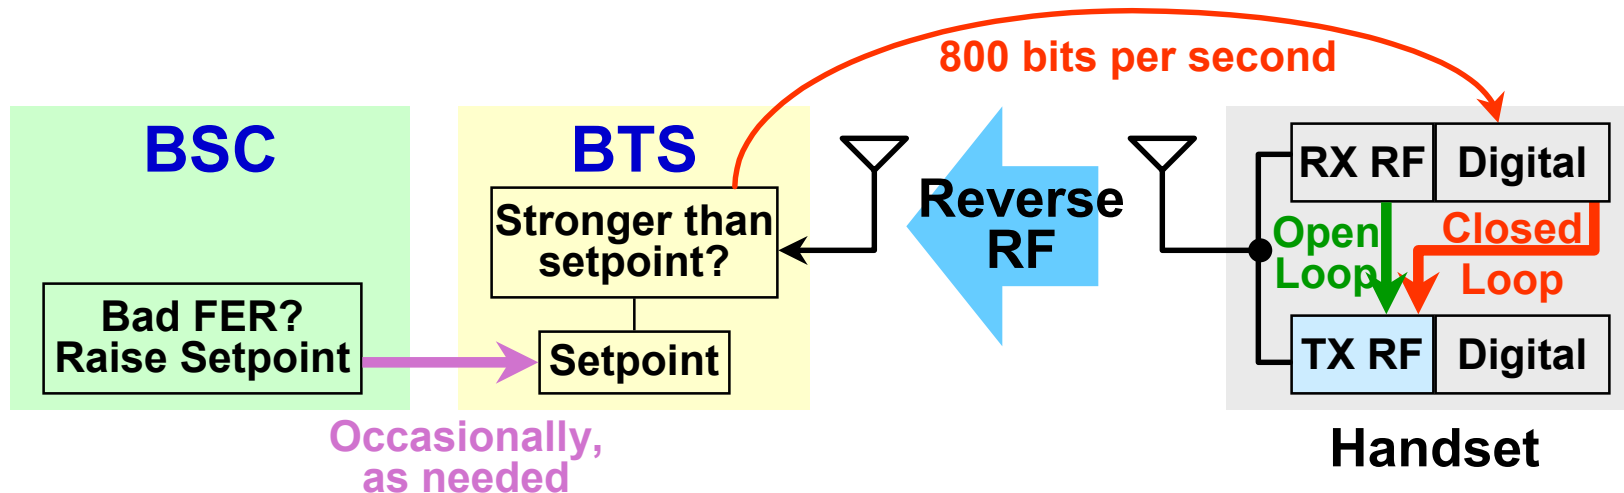 800 bits per second
BSC
BTS
Stronger than
setpoint?
Bad FER?
Raise Setpoint
Setpoint
Occasionally,
as needed
Reverse
RF
RX RF
Digital
Open
Loop
Closed
Loop
TX RF
Digital
Handset